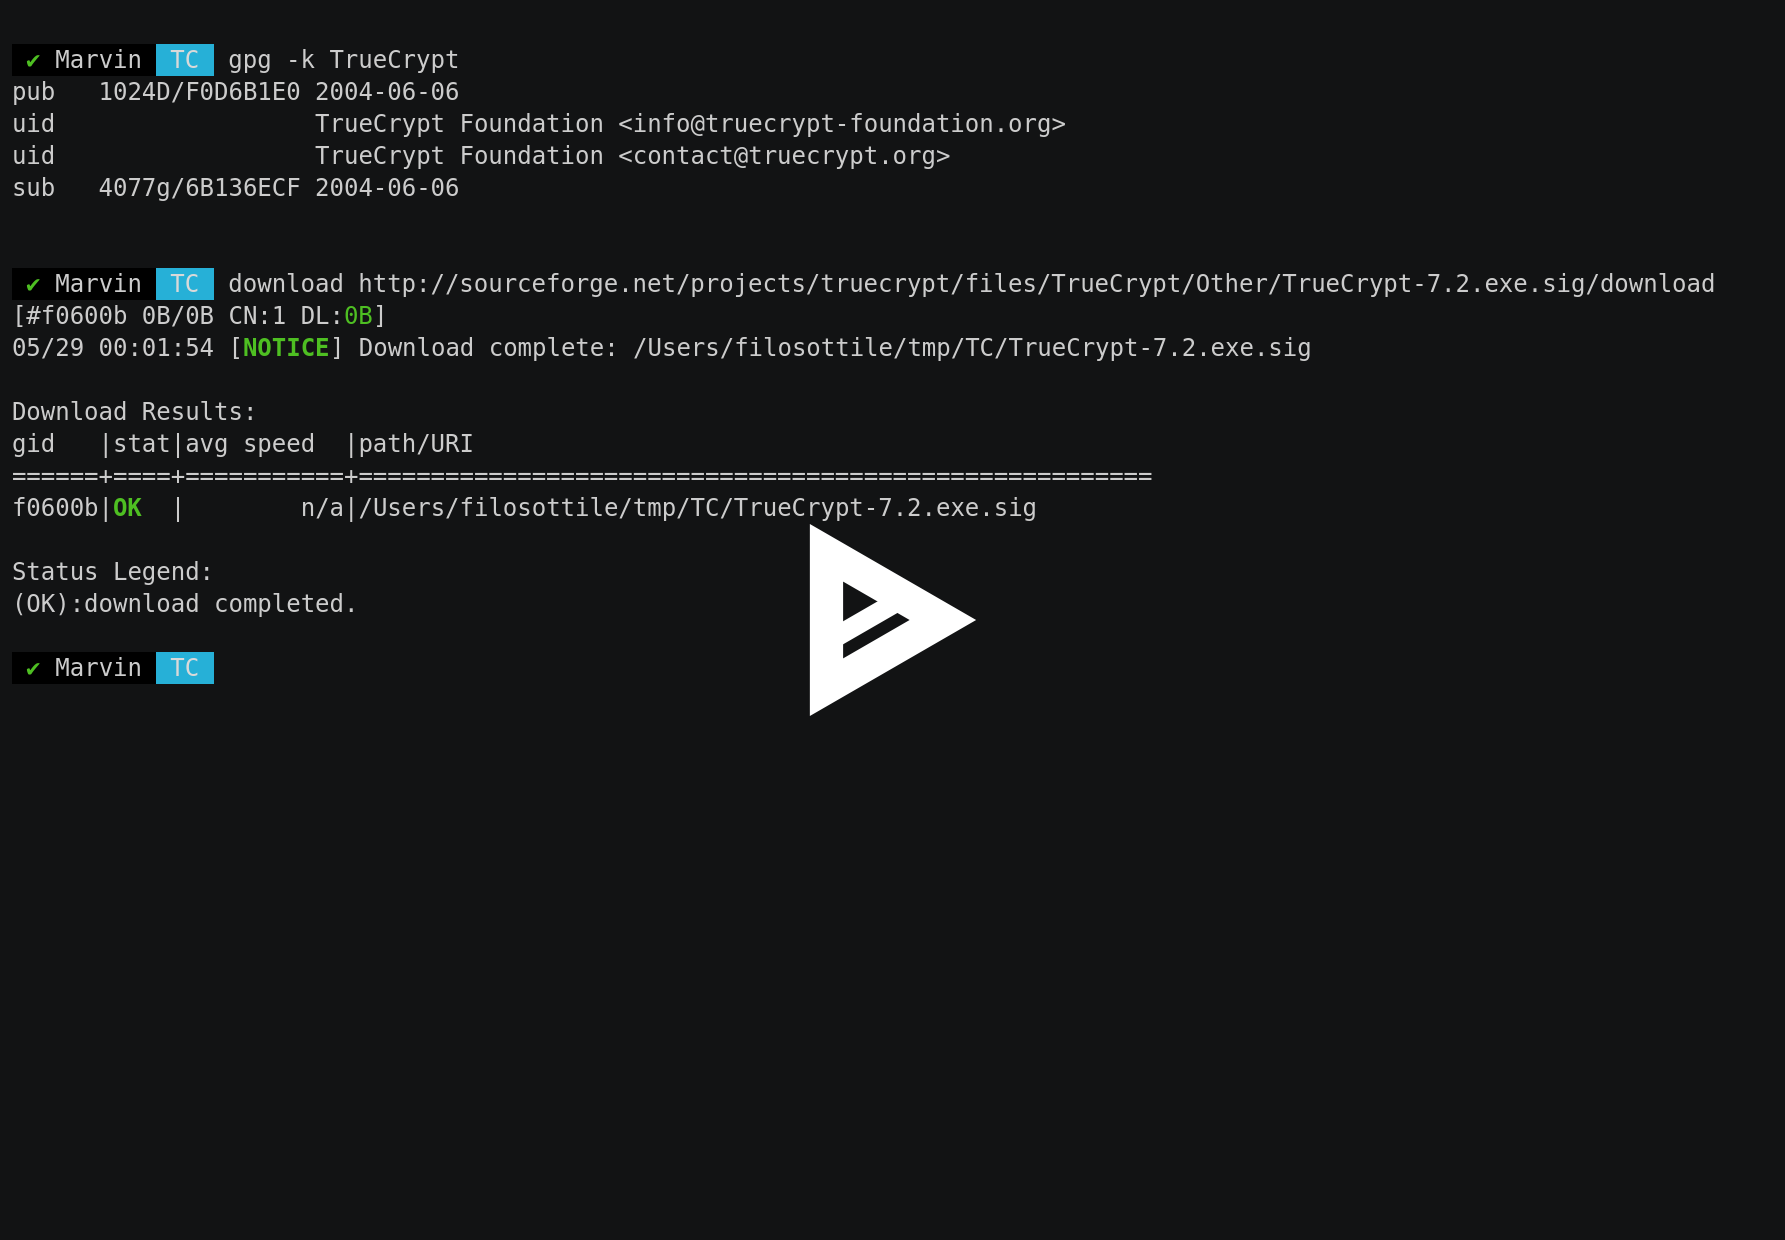 ✔ Marvin TC gpg -k TrueCrypt
pub   1024D/F0D6B1E0 2004-06-06
uid                  TrueCrypt Foundation <info@truecrypt-foundation.org>
uid                  TrueCrypt Foundation <contact@truecrypt.org>
sub   4077g/6B136ECF 2004-06-06
✔ Marvin TC download http://sourceforge.net/projects/truecrypt/files/TrueCrypt/Other/TrueCrypt-7.2.exe.sig/download
[#f0600b 0B/0B CN:1 DL:0B]
05/29 00:01:54 [NOTICE] Download complete: /Users/filosottile/tmp/TC/TrueCrypt-7.2.exe.sig
Download Results:
gid   |stat|avg speed  |path/URI
======+====+===========+=======================================================
f0600b|OK  |        n/a|/Users/filosottile/tmp/TC/TrueCrypt-7.2.exe.sig
Status Legend:
(OK):download completed.
✔ Marvin TC